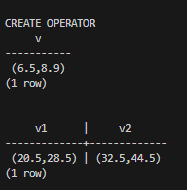 CREATE OPERATOR
     v
-----------
 (6.5,8.9)
(1 row)

     v1      |     v2
-------------+-------------
 (20.5,28.5) | (32.5,44.5)
(1 row)